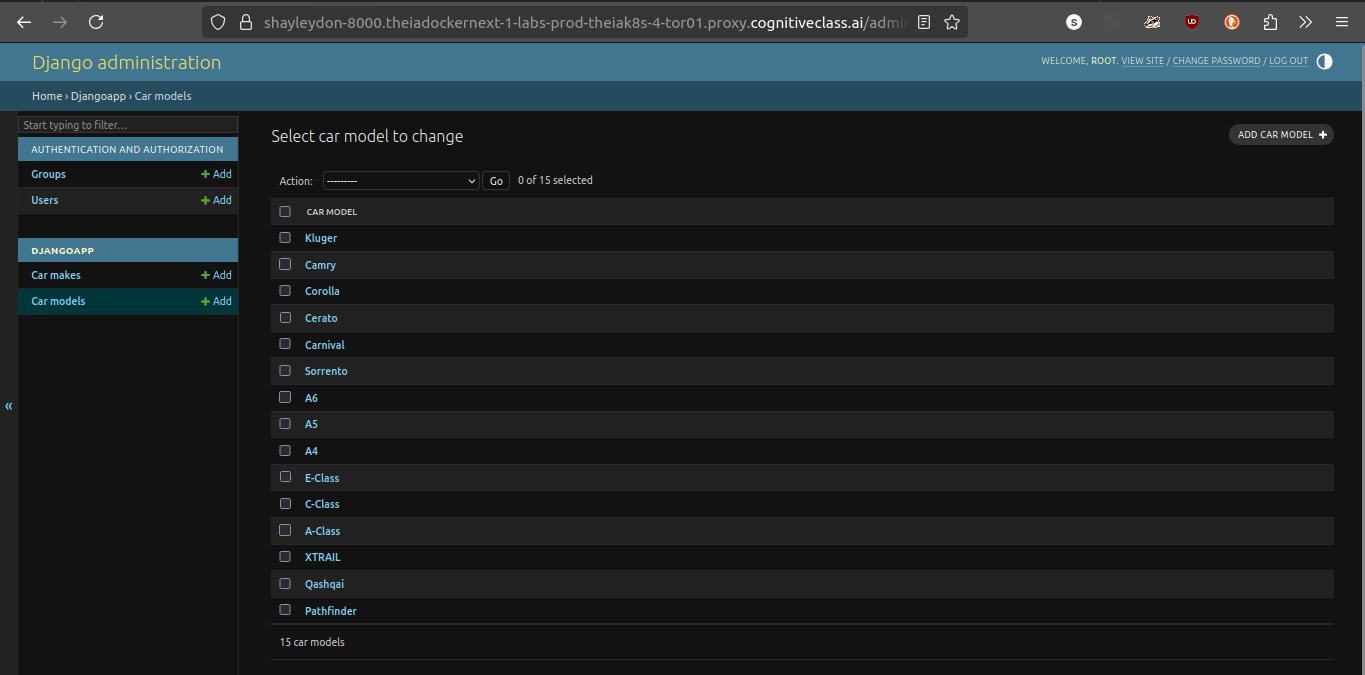 shayleydon-8000.theiadockernext-1-labs-prod-theiak8s-4-tor01.proxy.cognitiveclass.ai/admi
S
UD
Django administration
WELCOME, ROOT. VIEW SITE / CHANGE PASSWORD / LOG OUT
Home › Djangoapp › Car models
Start typing to filter...
AUTHENTICATION AND AUTHORIZATION
Groups + Add
Users + Add
DJANGOAPP
Car makes + Add
Car models + Add
«
Select car model to change
ADD CAR MODEL +
Action: --------- Go 0 of 15 selected
CAR MODEL
Kluger
Camry
Corolla
Cerato
Carnival
Sorrento
A6
A5
A4
E-Class
C-Class
A-Class
XTRAIL
Qashqai
Pathfinder
15 car models